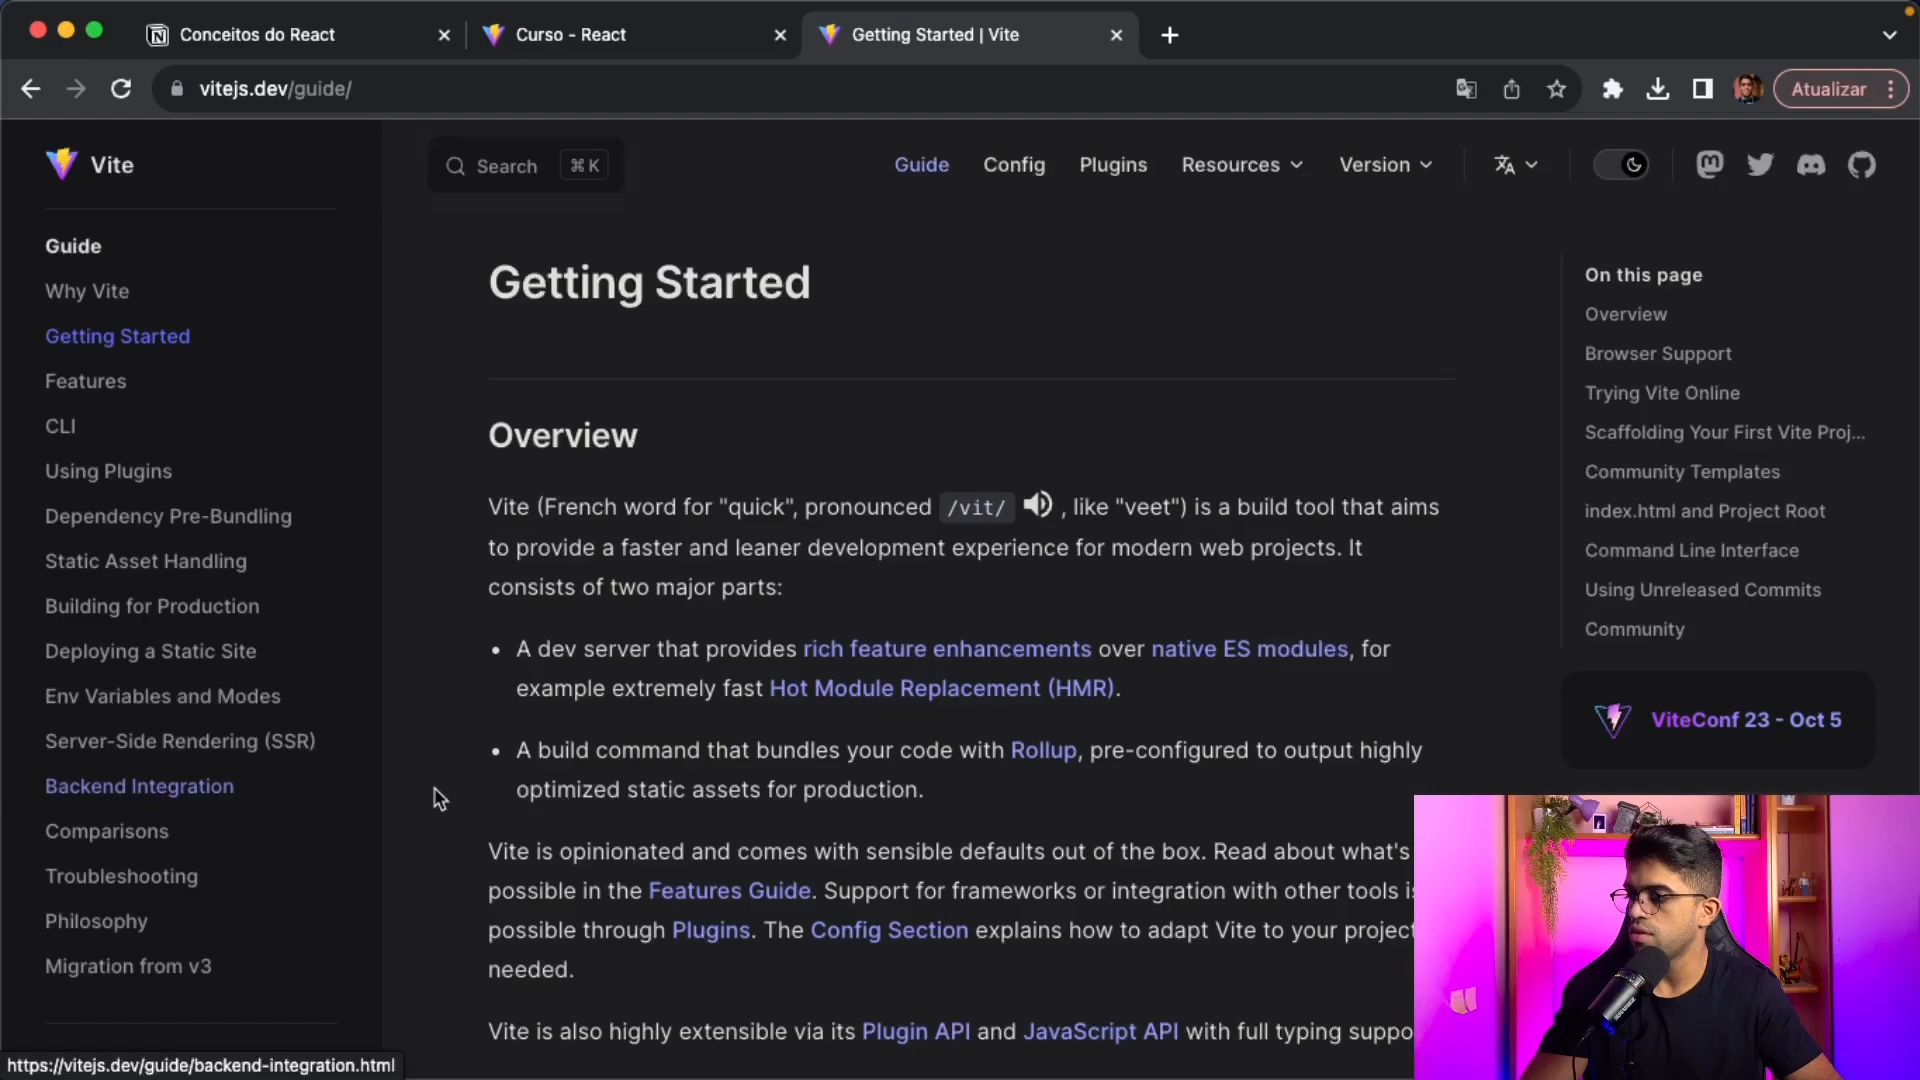 Conceitos do React
Curso - React
Getting Started | Vite
vitejs.dev/guide/
Atualizar
Vite
Search ⌘ K
Guide
Config
Plugins
Resources
Version
Guide
Why Vite
Getting Started
Features
CLI
Using Plugins
Dependency Pre-Bundling
Static Asset Handling
Building for Production
Deploying a Static Site
Env Variables and Modes
Server-Side Rendering (SSR)
Backend Integration
Comparisons
Troubleshooting
Philosophy
Migration from v3
https://vitejs.dev/guide/backend-integration.html
Getting Started
Overview
Vite (French word for "quick", pronounced /vit/ , like "veet") is a build tool that aims
to provide a faster and leaner development experience for modern web projects. It
consists of two major parts:
• A dev server that provides rich feature enhancements over native ES modules, for
example extremely fast Hot Module Replacement (HMR).
• A build command that bundles your code with Rollup, pre-configured to output highly
optimized static assets for production.
Vite is opinionated and comes with sensible defaults out of the box. Read about what's
possible in the Features Guide. Support for frameworks or integration with other tools is
possible through Plugins. The Config Section explains how to adapt Vite to your project
needed.
Vite is also highly extensible via its Plugin API and JavaScript API with full typing suppo
On this page
Overview
Browser Support
Trying Vite Online
Scaffolding Your First Vite Proj...
Community Templates
index.html and Project Root
Command Line Interface
Using Unreleased Commits
Community
ViteConf 23 - Oct 5